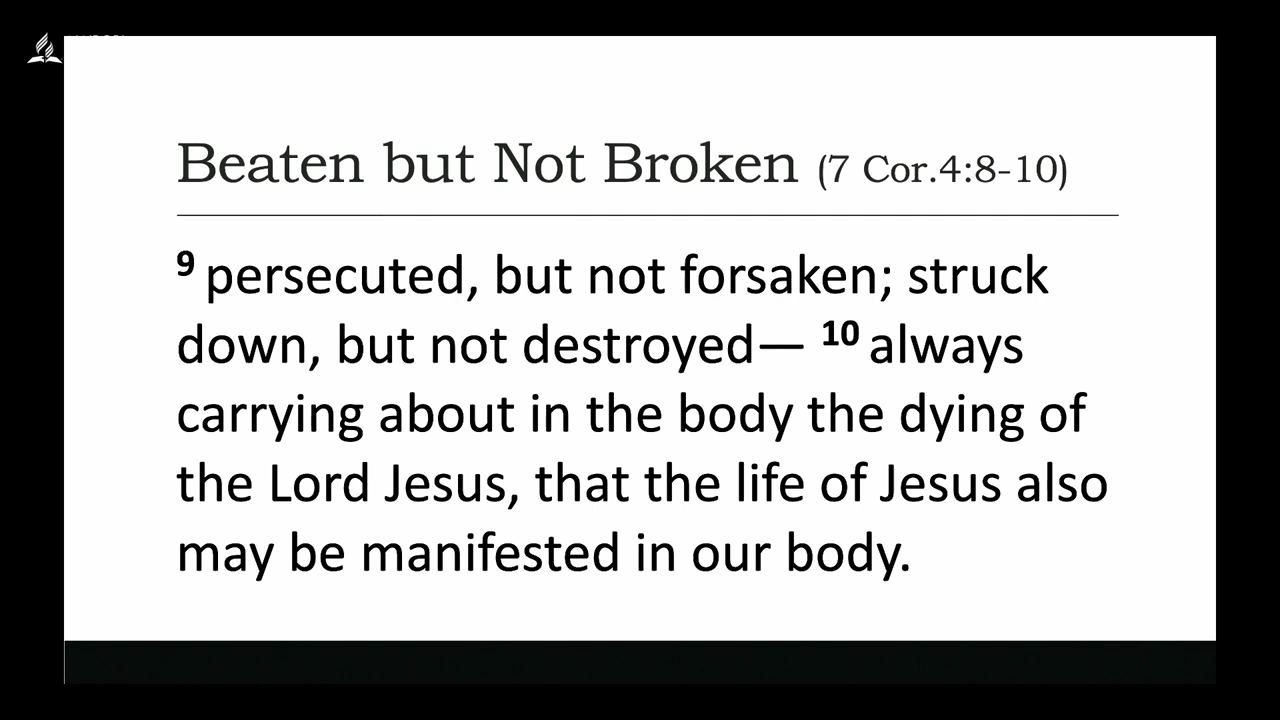 Beaten but Not Broken (7 Cor.4:8-10)
9 persecuted, but not forsaken; struck
down, but not destroyed— 10 always
carrying about in the body the dying of
the Lord Jesus, that the life of Jesus also
may be manifested in our body.